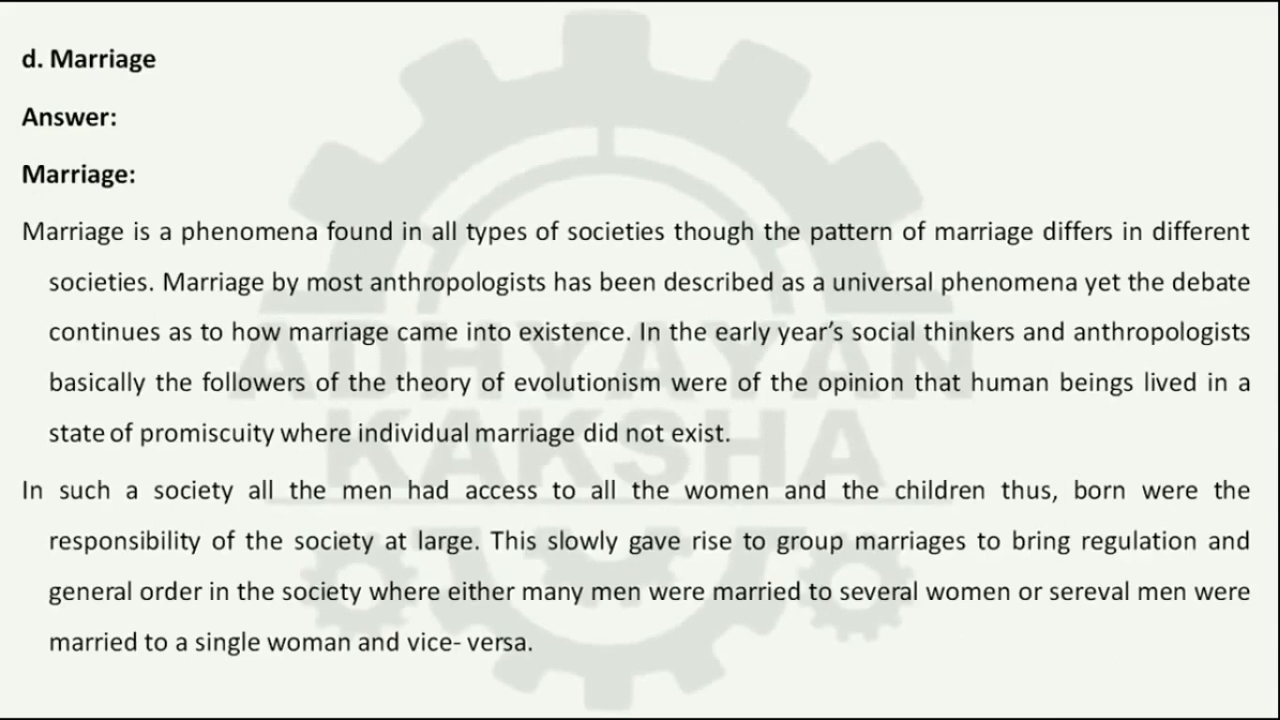 d. Marriage
Answer:
Marriage:
Marriage is a phenomena found in all types of societies though the pattern of marriage differs in different
societies. Marriage by most anthropologists has been described as a universal phenomena yet the debate
continues as to how marriage came into existence. In the early year’s social thinkers and anthropologists
basically the followers of the theory of evolutionism were of the opinion that human beings lived in a
state of promiscuity where individual marriage did not exist.
In such a society all the men had access to all the women and the children thus, born were the
responsibility of the society at large. This slowly gave rise to group marriages to bring regulation and
general order in the society where either many men were married to several women or sereval men were
married to a single woman and vice- versa.
ADHYAYAN
KAKSHA